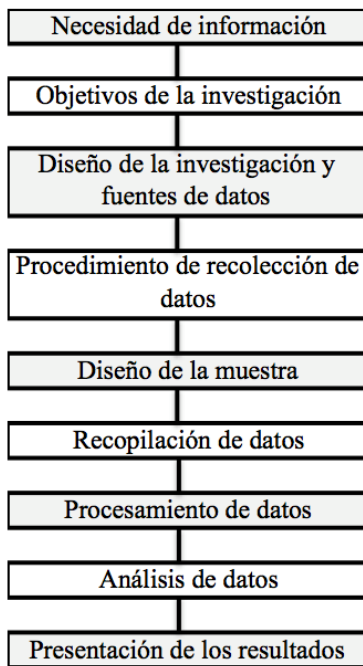 Necesidad de información
Objetivos de la investigación
Diseño de la investigación y
fuentes de datos
Procedimiento de recolección de
datos
Diseño de la muestra
Recopilación de datos
Procesamiento de datos
Análisis de datos
Presentación de los resultados